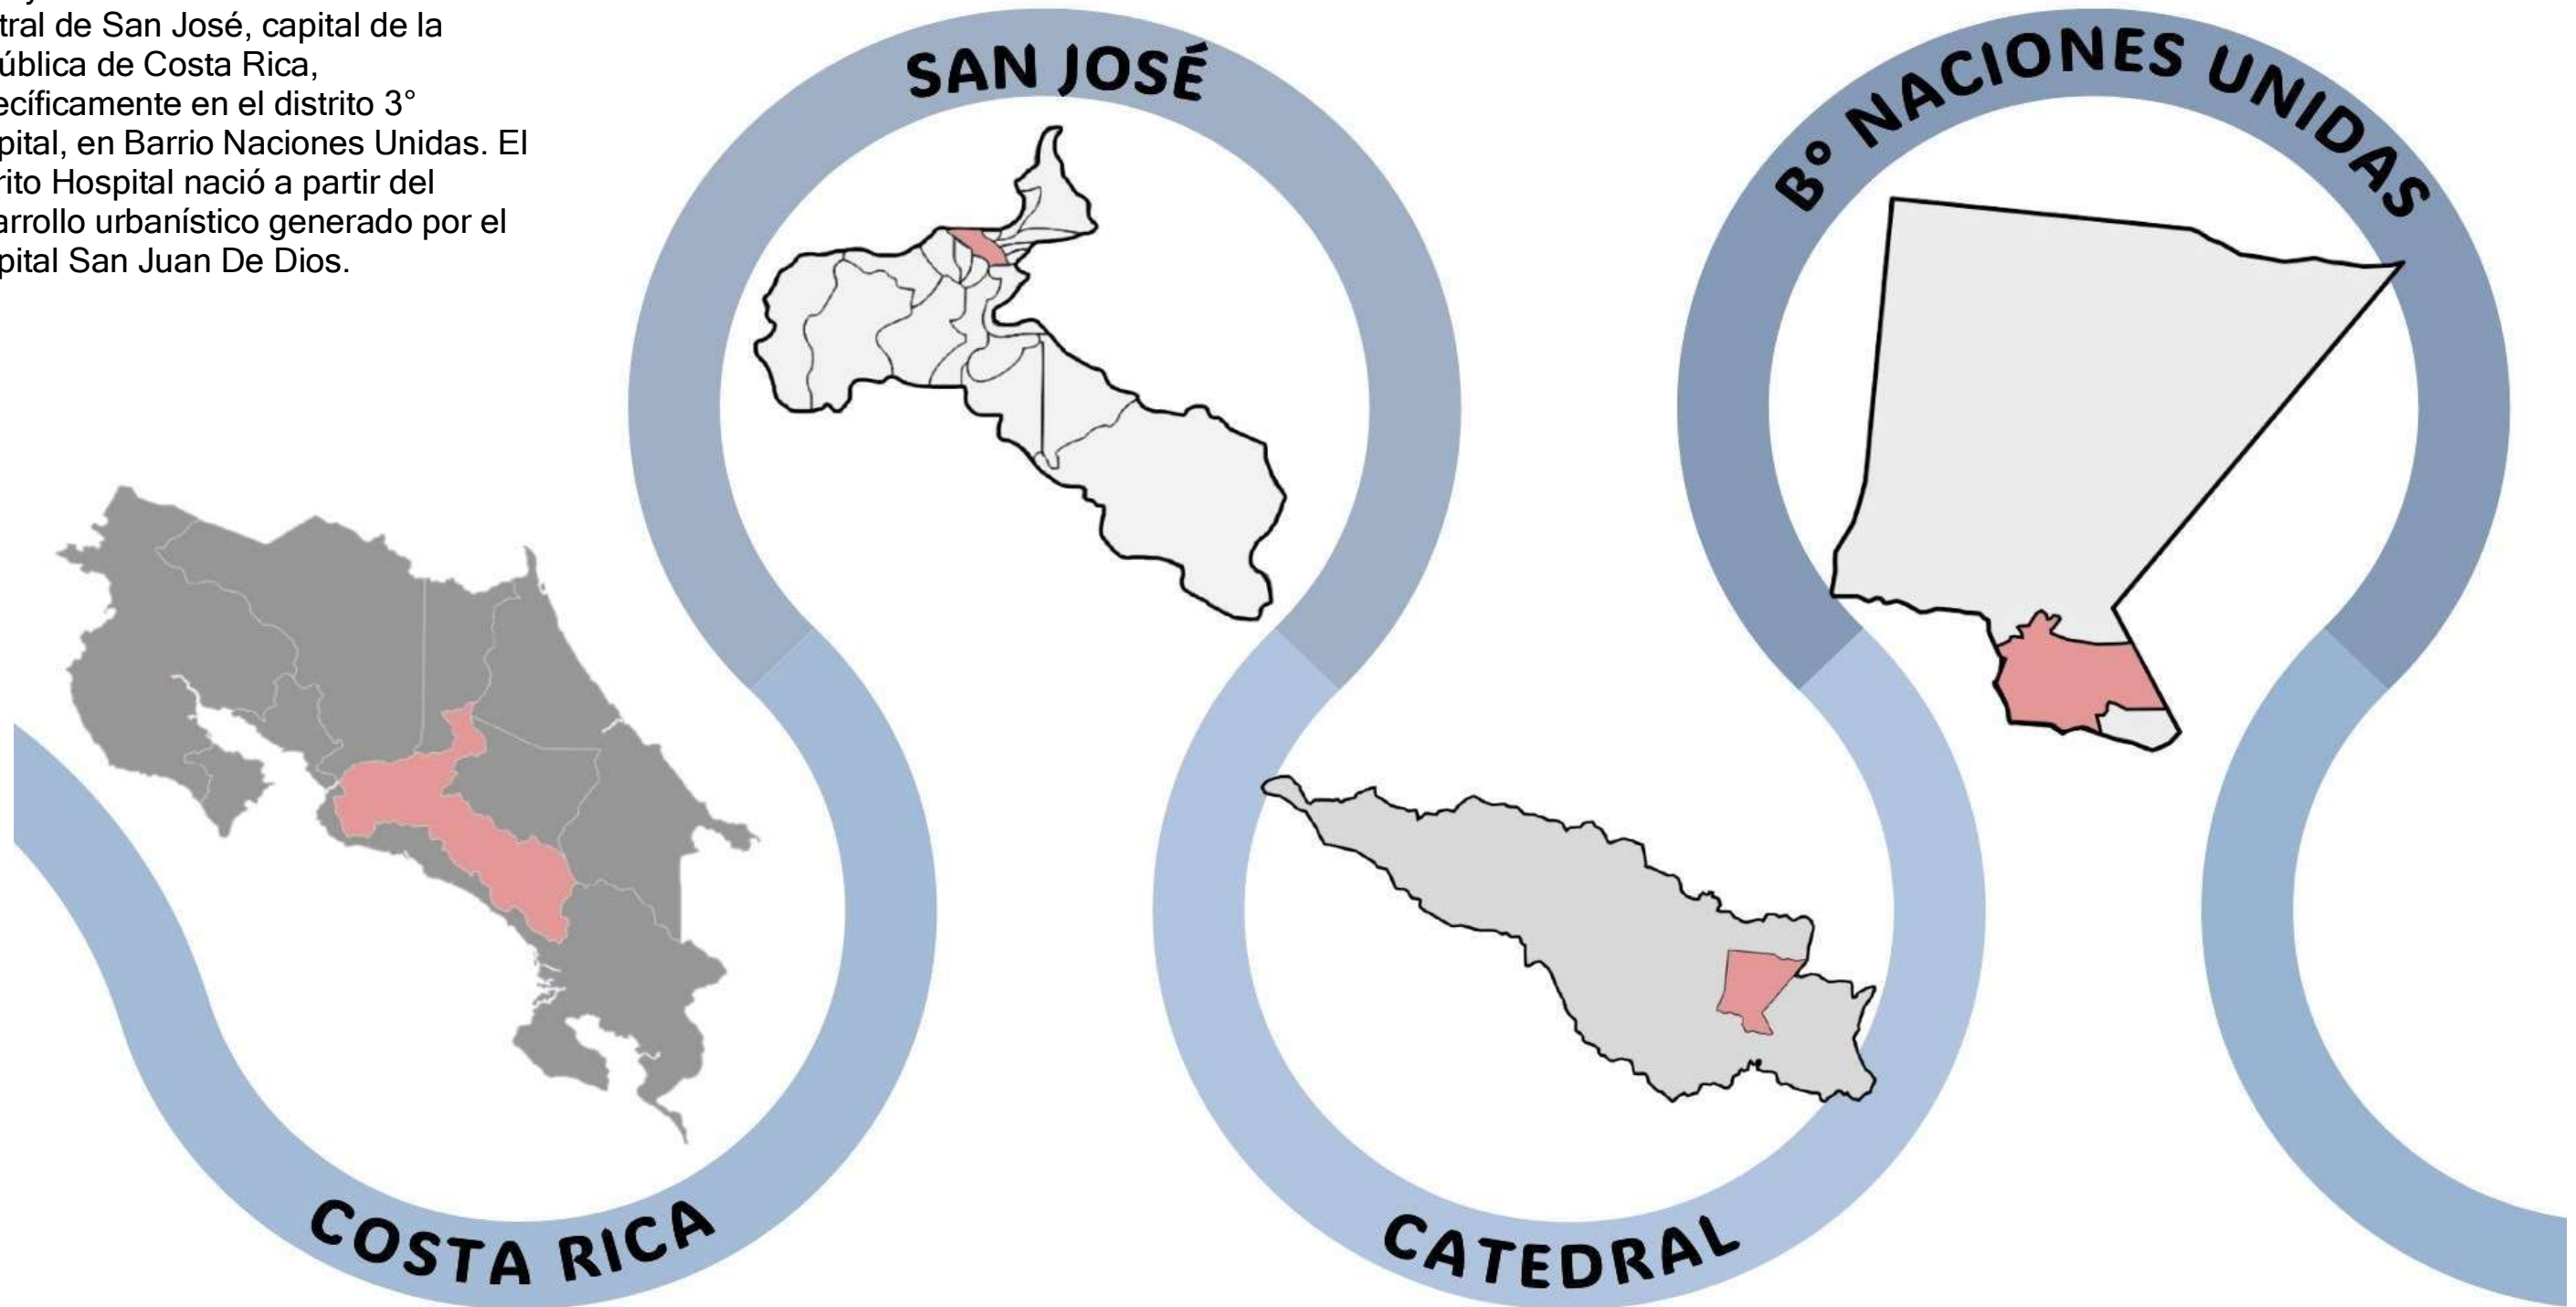 tral de San José, capital de la
ública de Costa Rica,
ecíficamente en el distrito 3°
pital, en Barrio Naciones Unidas. El
rito Hospital nació a partir del
arrollo urbanístico generado por el
pital San Juan De Dios.
SAN JOSÉ
Bº NACIONES UNIDAS
COSTA RICA
CATEDRAL